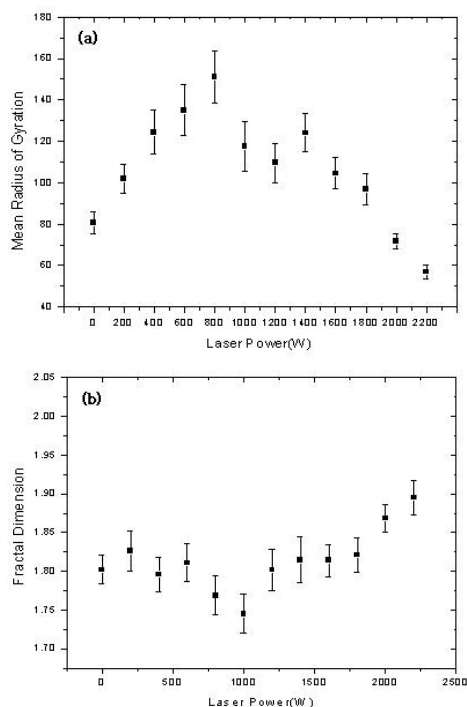 (a)
Mean Radius of Gyration
180
160
140
120
100
80
60
40
0 200 400 600 800 1000 1200 1400 1600 1800 2000 2200
Laser Power(W)
(b)
Fractal Dimension
2.05
2.00
1.95
1.90
1.85
1.80
1.75
1.70
0 500 1000 1500 2000 2500
Laser Power(W)